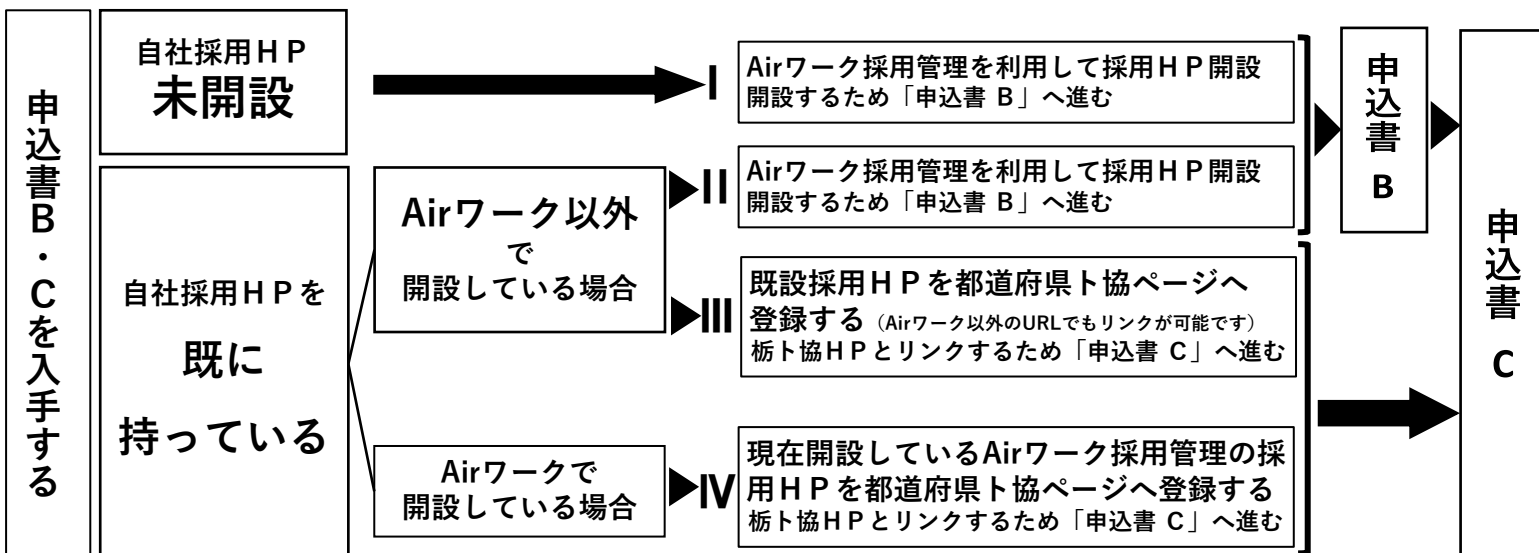 申込書B・Cを入手する
自社採用ＨＰ
未開設
Ⅰ
Airワーク採用管理を利用して採用ＨＰ開設
開設するため「申込書 B」へ進む
自社採用ＨＰを
既に
持っている
Airワーク以外
で
開設している場合
Ⅱ
Airワーク採用管理を利用して採用ＨＰ開設
開設するため「申込書 B」へ進む
Ⅲ
既設採用ＨＰを都道府県ト協ページへ
登録する（Airワーク以外のURLでもリンクが可能です）
栃ト協ＨＰとリンクするため「申込書 C」へ進む
Airワークで
開設している場合
Ⅳ
現在開設しているAirワーク採用管理の採
用ＨＰを都道府県ト協ページへ登録する
栃ト協ＨＰとリンクするため「申込書 C」へ進む
申込書 B
申込書 C